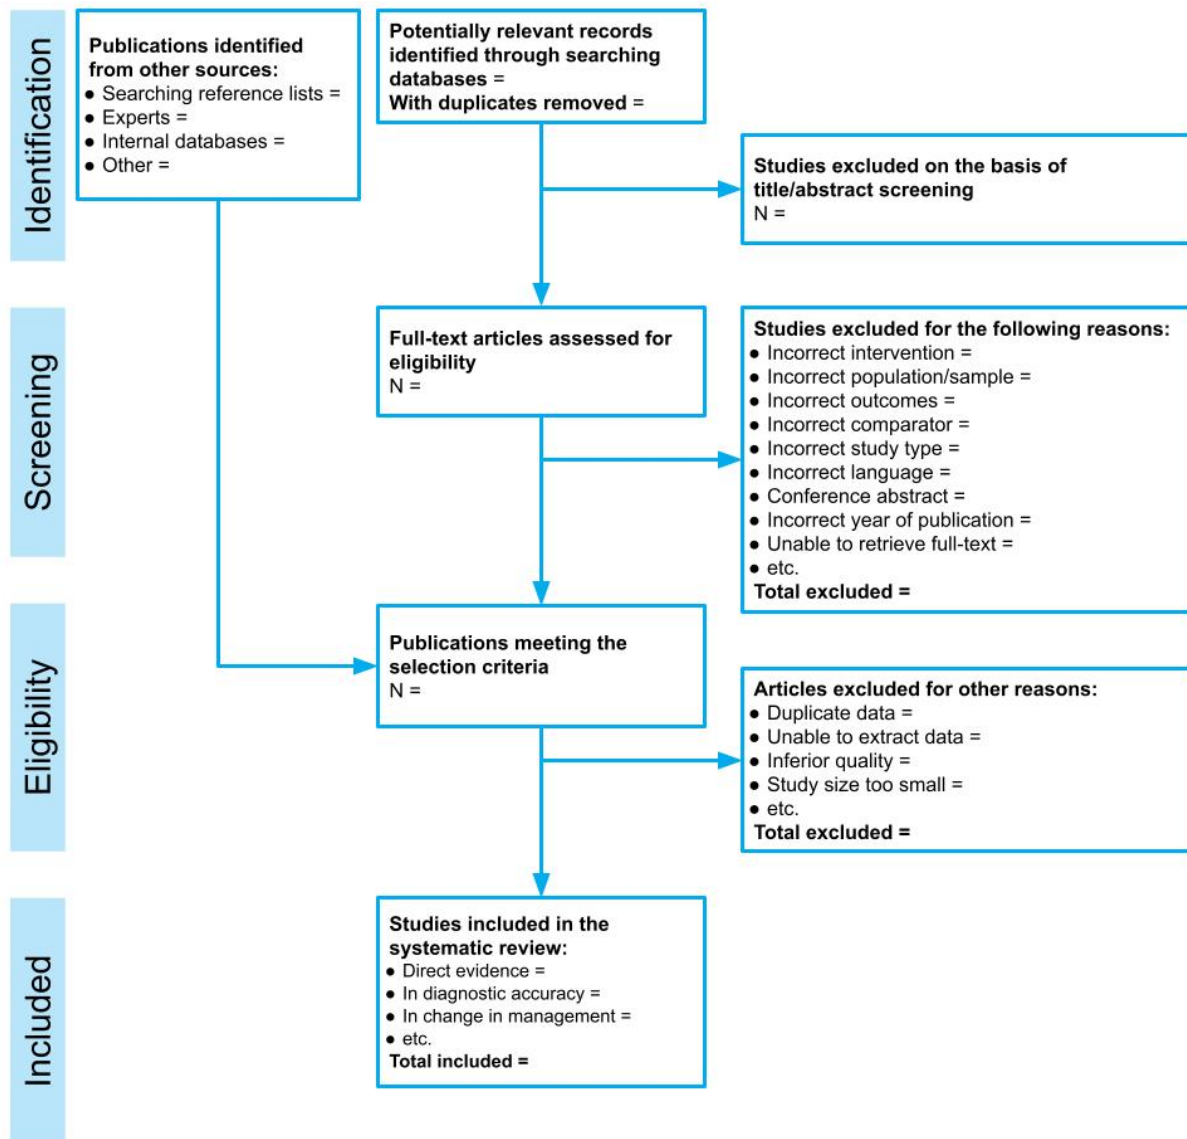 Identification
Publications identified
from other sources:
● Searching reference lists =
● Experts =
● Internal databases =
● Other =
Potentially relevant records
identified through searching
databases =
With duplicates removed =
Studies excluded on the basis of
title/abstract screening
N =
Screening
Full-text articles assessed for
eligibility
N =
Studies excluded for the following reasons:
● Incorrect intervention =
● Incorrect population/sample =
● Incorrect outcomes =
● Incorrect comparator =
● Incorrect study type =
● Incorrect language =
● Conference abstract =
● Incorrect year of publication =
● Unable to retrieve full-text =
● etc.
Total excluded =
Eligibility
Publications meeting the
selection criteria
N =
Articles excluded for other reasons:
● Duplicate data =
● Unable to extract data =
● Inferior quality =
● Study size too small =
● etc.
Total excluded =
Included
Studies included in the
systematic review:
● Direct evidence =
● In diagnostic accuracy =
● In change in management =
● etc.
Total included =